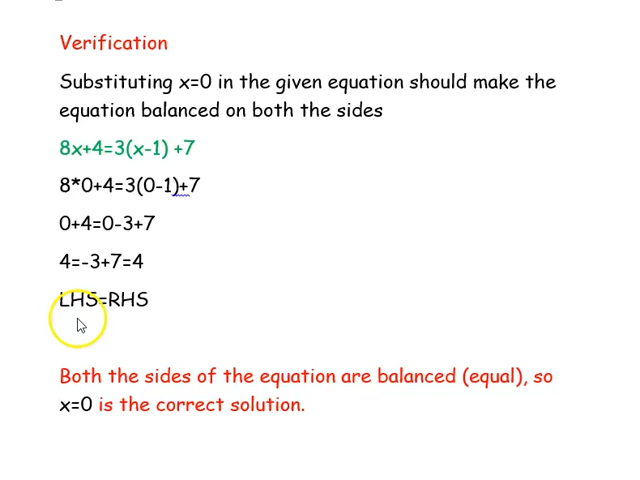 Verification
Substituting x=0 in the given equation should make the
equation balanced on both the sides
8x+4=3(x-1) +7
8*0+4=3(0-1)+7
0+4=0-3+7
4=-3+7=4
LHS=RHS
Both the sides of the equation are balanced (equal), so
x=0 is the correct solution.